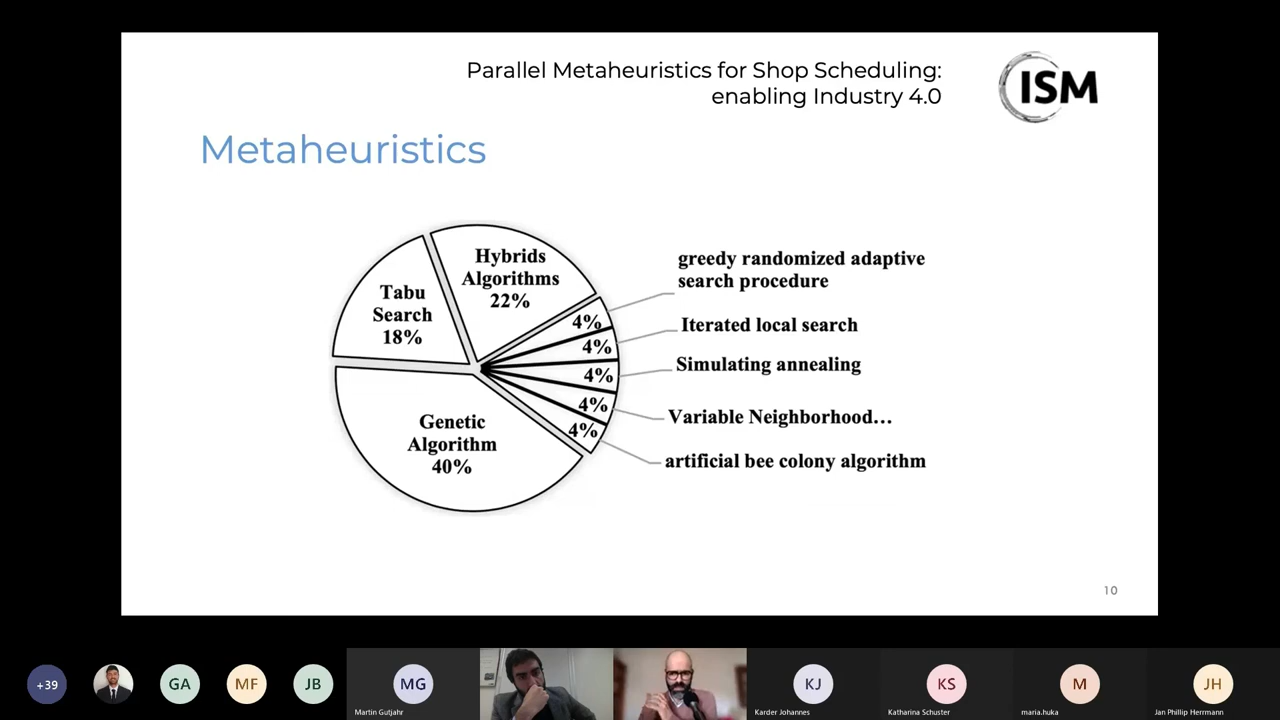 Parallel Metaheuristics for Shop Scheduling:
enabling Industry 4.0
ISM
Metaheuristics
Hybrids
Algorithms
22%
Tabu
Search
18%
Genetic
Algorithm
40%
4%
greedy randomized adaptive
search procedure
4%
Iterated local search
4%
Simulating annealing
4%
Variable Neighborhood...
4%
artificial bee colony algorithm
10
+39
GA
MF
JB
MG
Martin Gutjahr
KJ
Karder Johannes
KS
Katharina Schuster
M
maria.huka
JH
Jan Phillip Herrmann